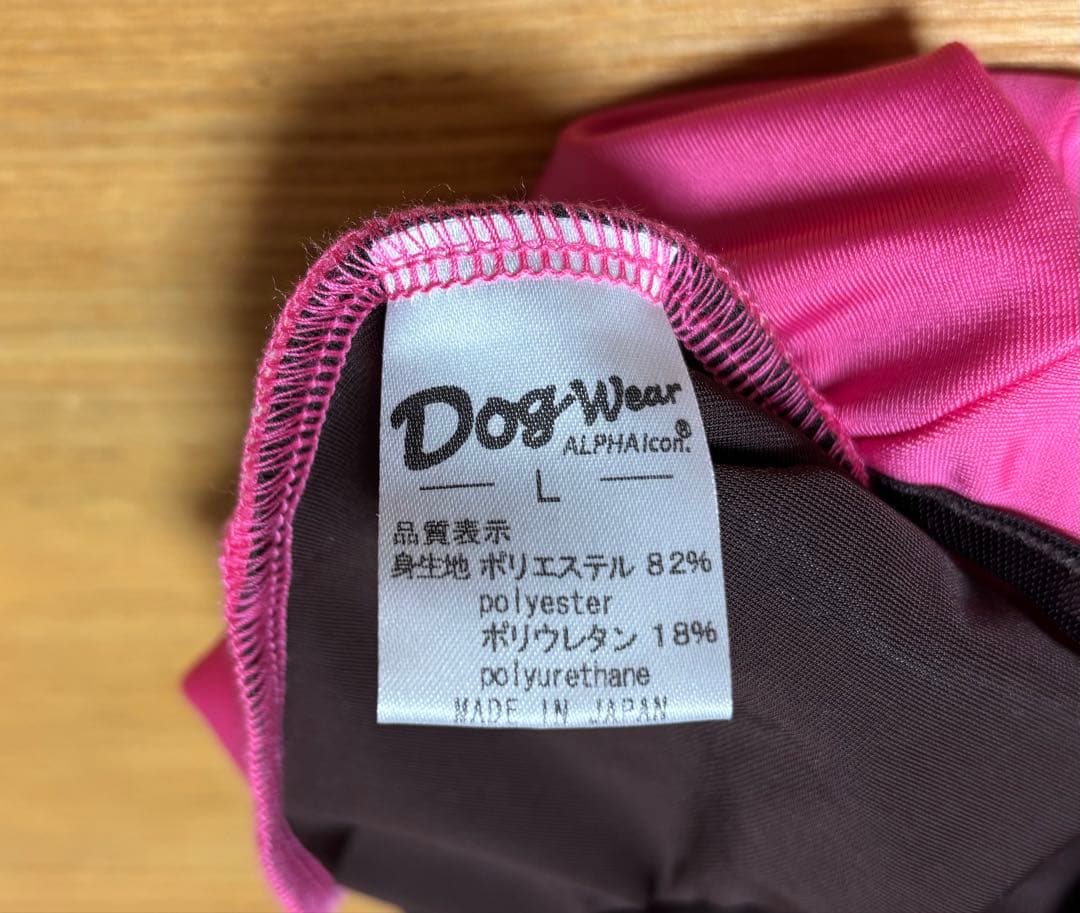 Dog-Wear
ALPHAIcon.®
L
品質表示
身生地 ポリエステル 82%
polyester
ポリウレタン 18%
polyurethane
MADE IN JAPAN